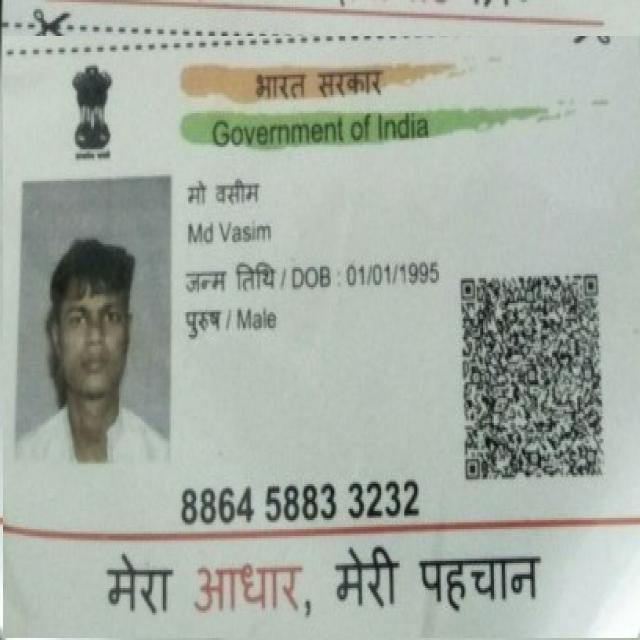 भारत सरकार
Government of India
मो वसीम
Md Vasim
जन्म तिथि / DOB : 01/01/1995
पुरुष / Male
8864 5883 3232
मेरा आधार, मेरी पहचान